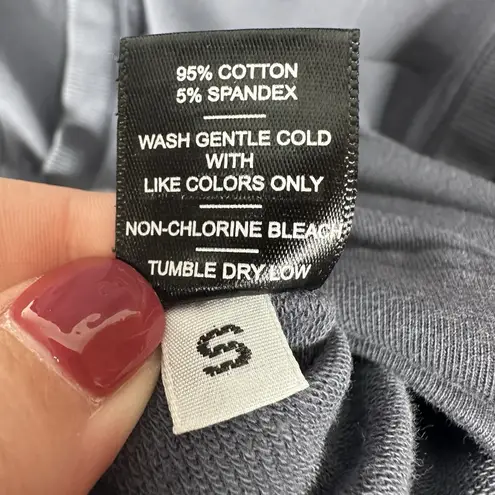 95% COTTON
5% SPANDEX
WASH GENTLE COLD
WITH
LIKE COLORS ONLY
NON-CHLORINE BLEACH
TUMBLE DRY LOW
S